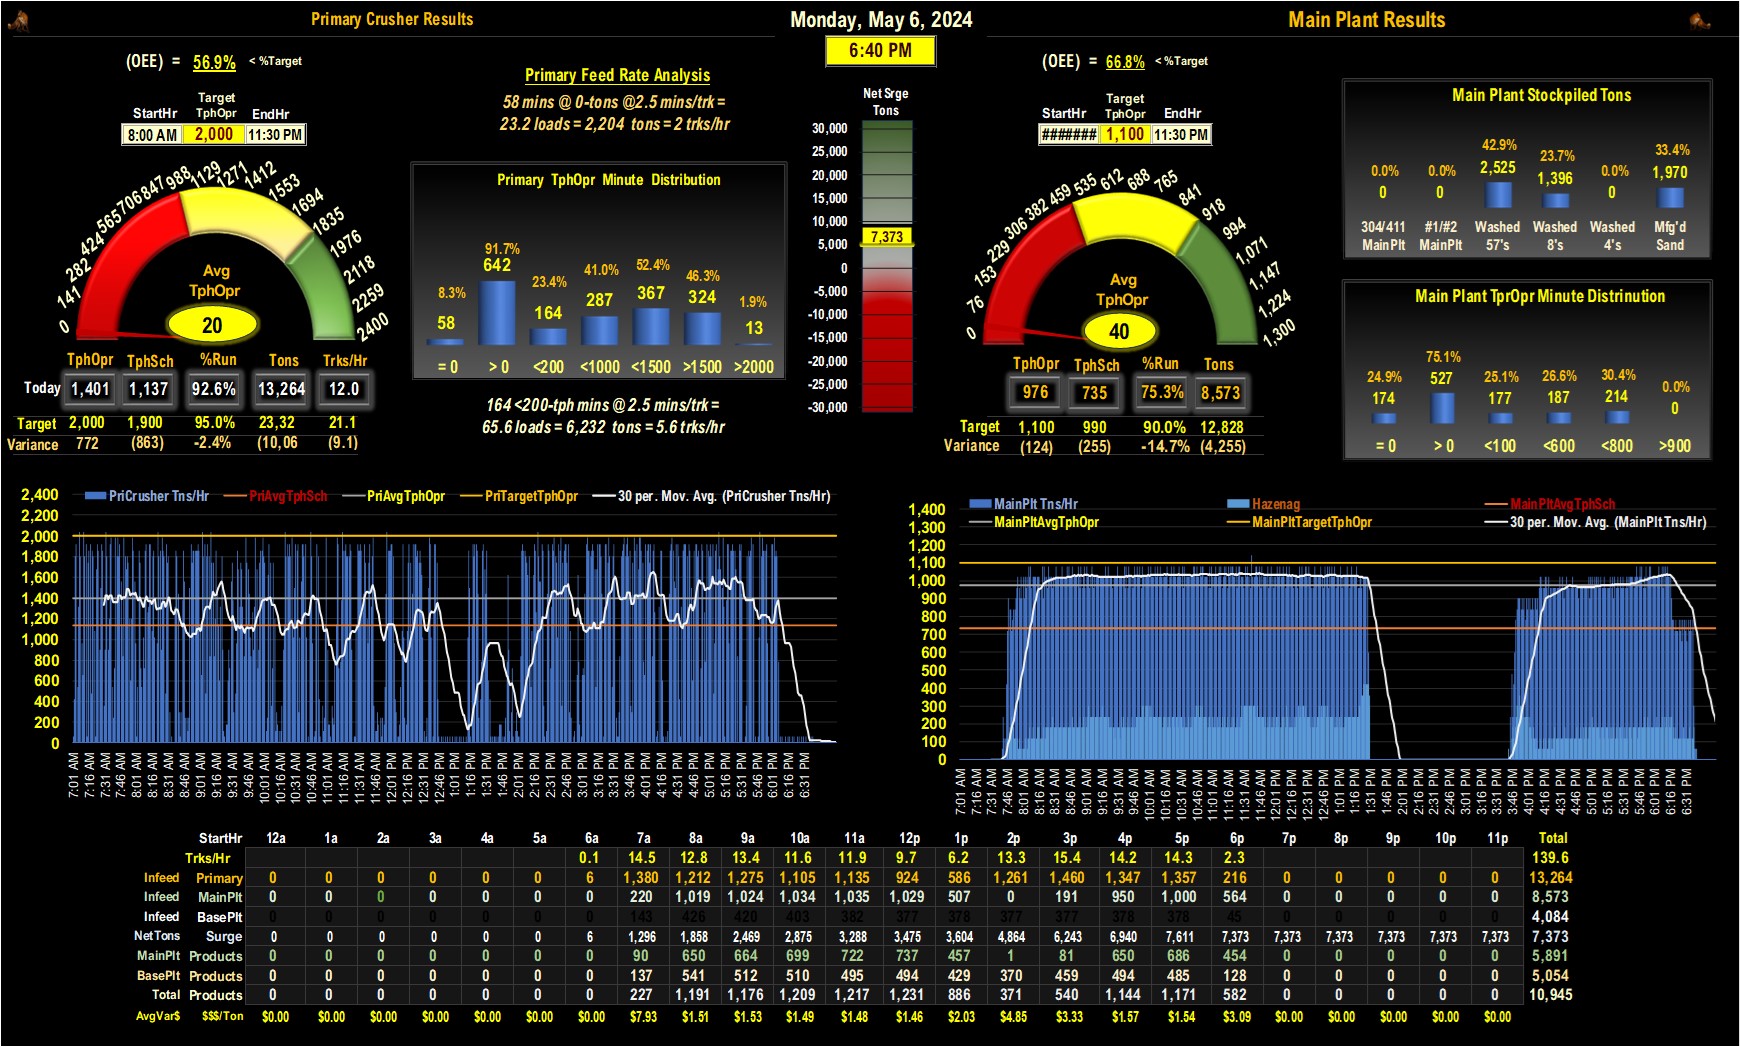 Primary Crusher Results
Monday, May 6, 2024
Main Plant Results
6:40 PM
(OEE) = 56.9% < %Target
Target
StartHr TphOpr EndHr
8:00 AM 2,000 11:30 PM
0 141 282 424 565 706 847 988 1129 1271 1412 1553 1694 1835 1976 2118 2259 2400
Avg
TphOpr
20
TphOpr TphSch %Run Tons Trks/Hr
Today 1,401 1,137 92.6% 13,264 12.0
Target 2,000 1,900 95.0% 23,32 21.1
Variance 772 (863) -2.4% (10,06 (9.1)
Primary Feed Rate Analysis
58 mins @ 0-tons @2.5 mins/trk =
23.2 loads = 2,204 tons = 2 trks/hr
Primary TphOpr Minute Distribution
8.3% 91.7% 23.4% 41.0% 52.4% 46.3% 1.9%
58 642 164 287 367 324 13
= 0 > 0 <200 <1000 <1500 >1500 >2000
164 <200-tph mins @ 2.5 mins/trk =
65.6 loads = 6,232 tons = 5.6 trks/hr
Net Srge
Tons
30,000
25,000
20,000
15,000
10,000
7,373
5,000
0
-5,000
-10,000
-15,000
-20,000
-25,000
-30,000
(OEE) = 66.8% < %Target
Target
StartHr TphOpr EndHr
####### 1,100 11:30 PM
0 76 153 229 306 382 459 535 612 688 765 841 918 994 1,071 1,147 1,224 1,300
Avg
TphOpr
40
TphOpr TphSch %Run Tons
976 735 75.3% 8,573
Target 1,100 990 90.0% 12,828
Variance (124) (255) -14.7% (4,255)
Main Plant Stockpiled Tons
0.0% 0.0% 42.9% 23.7% 0.0% 33.4%
0 0 2,525 1,396 0 1,970
304/411 #1/#2 Washed Washed Washed Mfg'd
MainPlt MainPlt 57's 8's 4's Sand
Main Plant TprOpr Minute Distrinution
24.9% 75.1% 25.1% 26.6% 30.4% 0.0%
174 527 177 187 214 0
= 0 > 0 <100 <600 <800 >900
PriCrusher Tns/Hr PriAvgTphSch PriAvgTphOpr PriTargetTphOpr 30 per. Mov. Avg. (PriCrusher Tns/Hr)
2,400
2,200
2,000
1,800
1,600
1,400
1,200
1,000
800
600
400
200
0
7:01 AM 7:16 AM 7:31 AM 7:46 AM 8:01 AM 8:16 AM 8:31 AM 8:46 AM 9:01 AM 9:16 AM 9:31 AM 9:46 AM 10:01 AM 10:16 AM 10:31 AM 10:46 AM 11:01 AM 11:16 AM 11:31 AM 11:46 AM 12:01 PM 12:16 PM 12:31 PM 12:46 PM 1:01 PM 1:16 PM 1:31 PM 1:46 PM 2:01 PM 2:16 PM 2:31 PM 2:46 PM 3:01 PM 3:16 PM 3:31 PM 3:46 PM 4:01 PM 4:16 PM 4:31 PM 4:46 PM 5:01 PM 5:16 PM 5:31 PM 5:46 PM 6:01 PM 6:16 PM 6:31 PM
MainPlt Tns/Hr Hazenag MainPltAvgTphSch
MainPltAvgTphOpr MainPltTargetTphOpr 30 per. Mov. Avg. (MainPlt Tns/Hr)
1,400
1,300
1,200
1,100
1,000
900
800
700
600
500
400
300
200
100
0
7:01 AM 7:16 AM 7:31 AM 7:46 AM 8:01 AM 8:16 AM 8:31 AM 8:46 AM 9:01 AM 9:16 AM 9:31 AM 9:46 AM 10:01 AM 10:16 AM 10:31 AM 10:46 AM 11:01 AM 11:16 AM 11:31 AM 11:46 AM 12:01 PM 12:16 PM 12:31 PM 12:46 PM 1:01 PM 1:16 PM 1:31 PM 1:46 PM 2:01 PM 2:16 PM 2:31 PM 2:46 PM 3:01 PM 3:16 PM 3:31 PM 3:46 PM 4:01 PM 4:16 PM 4:31 PM 4:46 PM 5:01 PM 5:16 PM 5:31 PM 5:46 PM 6:01 PM 6:16 PM 6:31 PM
StartHr 12a 1a 2a 3a 4a 5a 6a 7a 8a 9a 10a 11a 12p 1p 2p 3p 4p 5p 6p 7p 8p 9p 10p 11p Total
Trks/Hr 0.1 14.5 12.8 13.4 11.6 11.9 9.7 6.2 13.3 15.4 14.2 14.3 2.3 139.6
Infeed Primary 0 0 0 0 0 0 6 1,380 1,212 1,275 1,105 1,135 924 586 1,261 1,460 1,347 1,357 216 0 0 0 0 0 13,264
Infeed MainPlt 0 0 0 0 0 0 0 220 1,019 1,024 1,034 1,035 1,029 507 0 191 950 1,000 564 0 0 0 0 0 8,573
Infeed BasePlt 0 0 0 0 0 0 0 143 426 420 403 382 377 378 377 377 378 378 45 0 0 0 0 0 4,084
NetTons Surge 0 0 0 0 0 0 6 1,296 1,858 2,469 2,875 3,288 3,475 3,604 4,864 6,243 6,940 7,611 7,373 7,373 7,373 7,373 7,373 7,373 7,373
MainPlt Products 0 0 0 0 0 0 0 90 650 664 699 722 737 457 1 81 650 686 454 0 0 0 0 0 5,891
BasePlt Products 0 0 0 0 0 0 0 137 541 512 510 495 494 429 370 459 494 485 128 0 0 0 0 0 5,054
Total Products 0 0 0 0 0 0 0 227 1,191 1,176 1,209 1,217 1,231 886 371 540 1,144 1,171 582 0 0 0 0 0 10,945
AvgVar$ $$$/Ton $0.00 $0.00 $0.00 $0.00 $0.00 $0.00 $0.00 $7.93 $1.51 $1.53 $1.49 $1.48 $1.46 $2.03 $4.85 $3.33 $1.57 $1.54 $3.09 $0.00 $0.00 $0.00 $0.00 $0.00